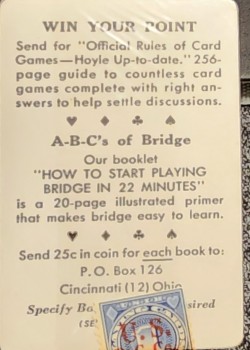 WIN YOUR POINT
Send for "Official Rules of Card
Games—Hoyle Up-to-date." 256-
page guide to countless card
games complete with right an-
swers to help settle discussions.
♥ ♦ ♣ ♠
A-B-C's of Bridge
Our booklet
"HOW TO START PLAYING
BRIDGE IN 22 MINUTES"
is a 20-page illustrated primer
that makes bridge easy to learn.
♥ ♦ ♣ ♠
Send 25c in coin for each book to:
P.O. Box 126
Cincinnati (12) Ohio
Specify